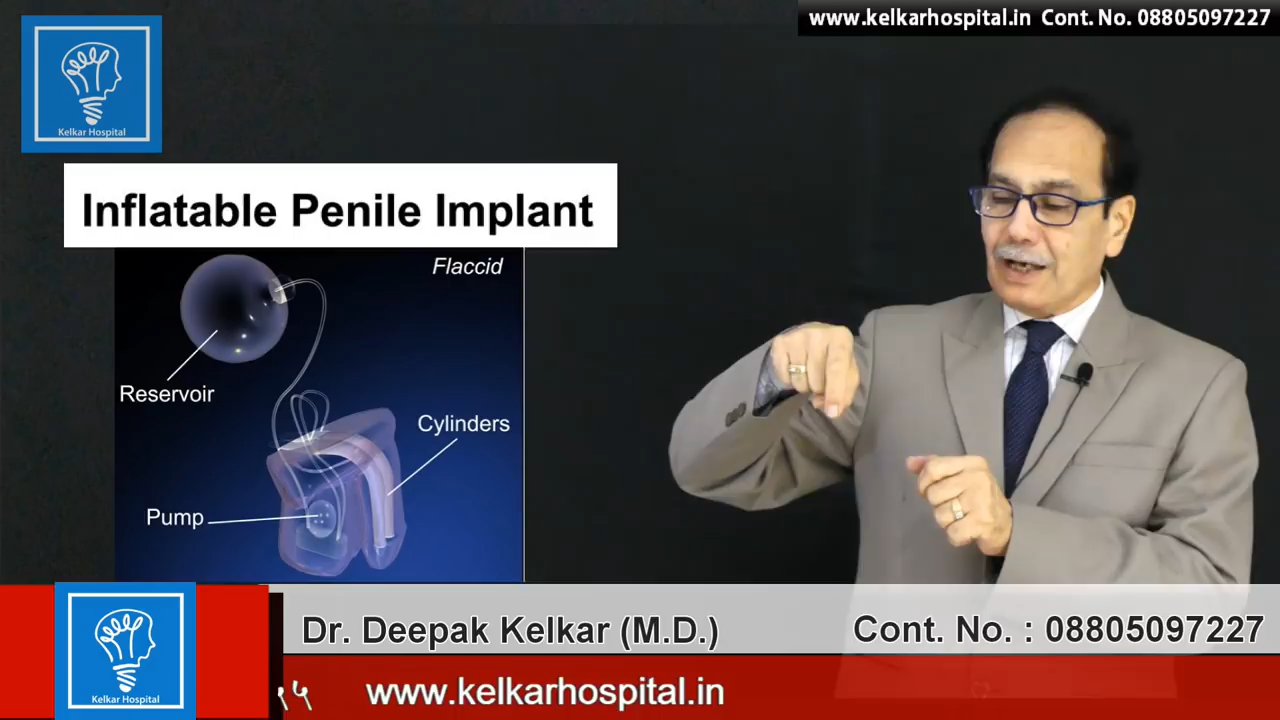 www.kelkarhospital.in Cont. No. 08805097227
Kelkar Hospital
Inflatable Penile Implant
Flaccid
Reservoir
Cylinders
Pump
Dr. Deepak Kelkar (M.D.)
Cont. No. : 08805097227
Kelkar Hospital
www.kelkarhospital.in